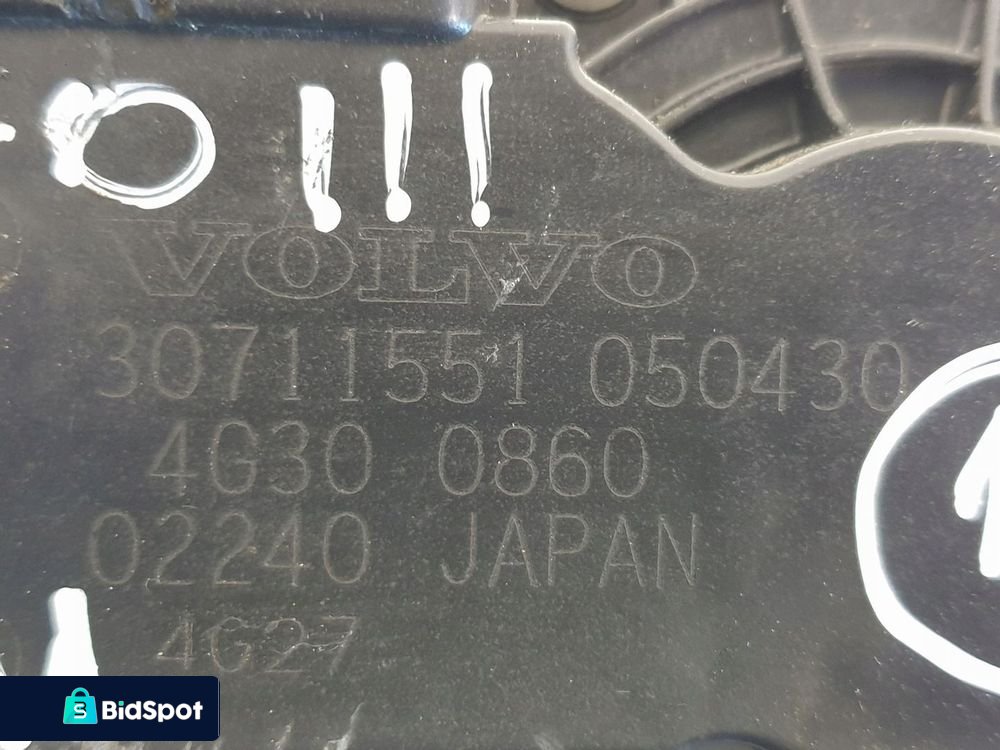 O !!!
VOLVO
30711551 050430
4G30 0860
02240 JAPAN
4G27
BidSpot